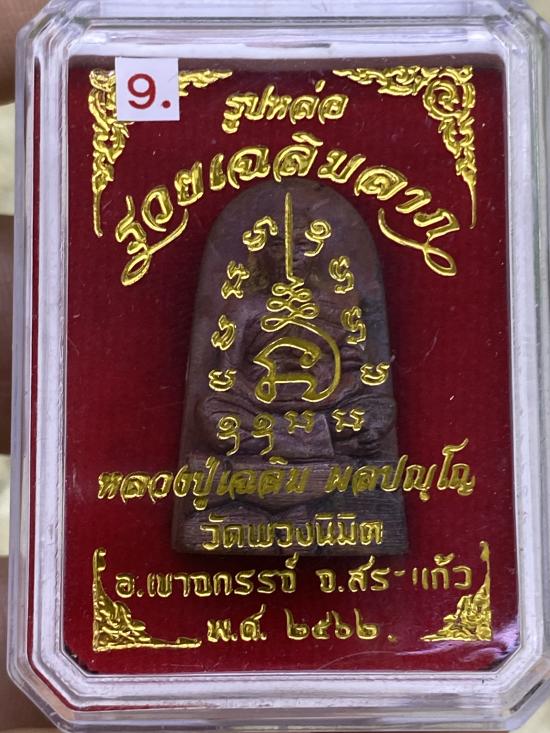 9.
รูปหล่อ
รวยเฉลิมลาภ
หลวงปู่เฉลิม ผลปญฺโญ
วัดพวงนิมิต
อ.เขาฉกรรจ์ จ.สระแก้ว
พ.ศ. ๒๕๖๒.